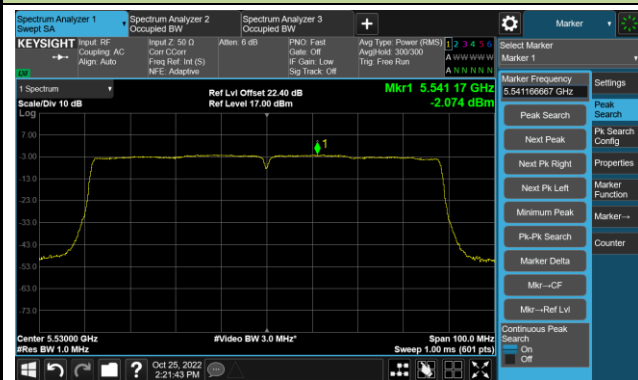 Spectrum Analyzer 1
Swept SA
Spectrum Analyzer 2
Occupied BW
Spectrum Analyzer 3
Occupied BW
+
Marker
KEYSIGHT
Input: RF
Coupling: AC
Align: Auto
Input Z: 50 Ω
Corr CCorr
Freq Ref: Int (S)
NFE: Adaptive
Atten: 6 dB
PNO: Fast
Gate: Off
IF Gain: Low
Sig Track: Off
Avg Type: Power (RMS)
Avg|Hold: 300/300
Trig: Free Run
1 2 3 4 5 6
A W W W W W
A N N N N N
LXI
Select Marker
Marker 1
1 Spectrum
Scale/Div 10 dB
Log
Ref Lvl Offset 22.40 dB
Ref Level 17.00 dBm
Mkr1 5.541 17 GHz
-2.074 dBm
7.00
-3.00
-13.0
-23.0
-33.0
-43.0
-53.0
-63.0
-73.0
1
Center 5.53000 GHz
#Res BW 1.0 MHz
#Video BW 3.0 MHz*
Span 100.0 MHz
Sweep 1.00 ms (601 pts)
Marker Frequency
5.541166667 GHz
Peak Search
Next Peak
Next Pk Right
Next Pk Left
Minimum Peak
Pk-Pk Search
Marker Delta
Mkr→CF
Mkr→Ref Lvl
Continuous Peak
Search
On
Off
Settings
Peak
Search
Pk Search
Config
Properties
Marker
Function
Marker→
Counter
?
Oct 25, 2022
2:21:43 PM